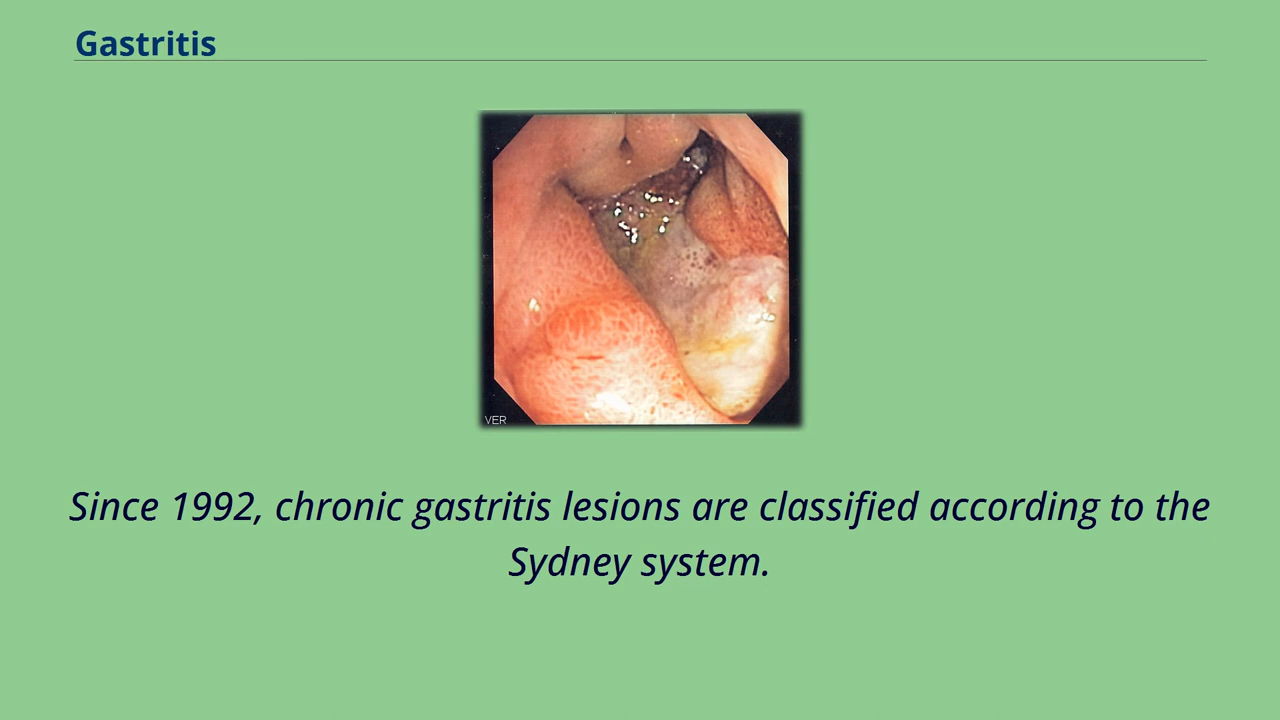 Gastritis
VER
Since 1992, chronic gastritis lesions are classified according to the
Sydney system.